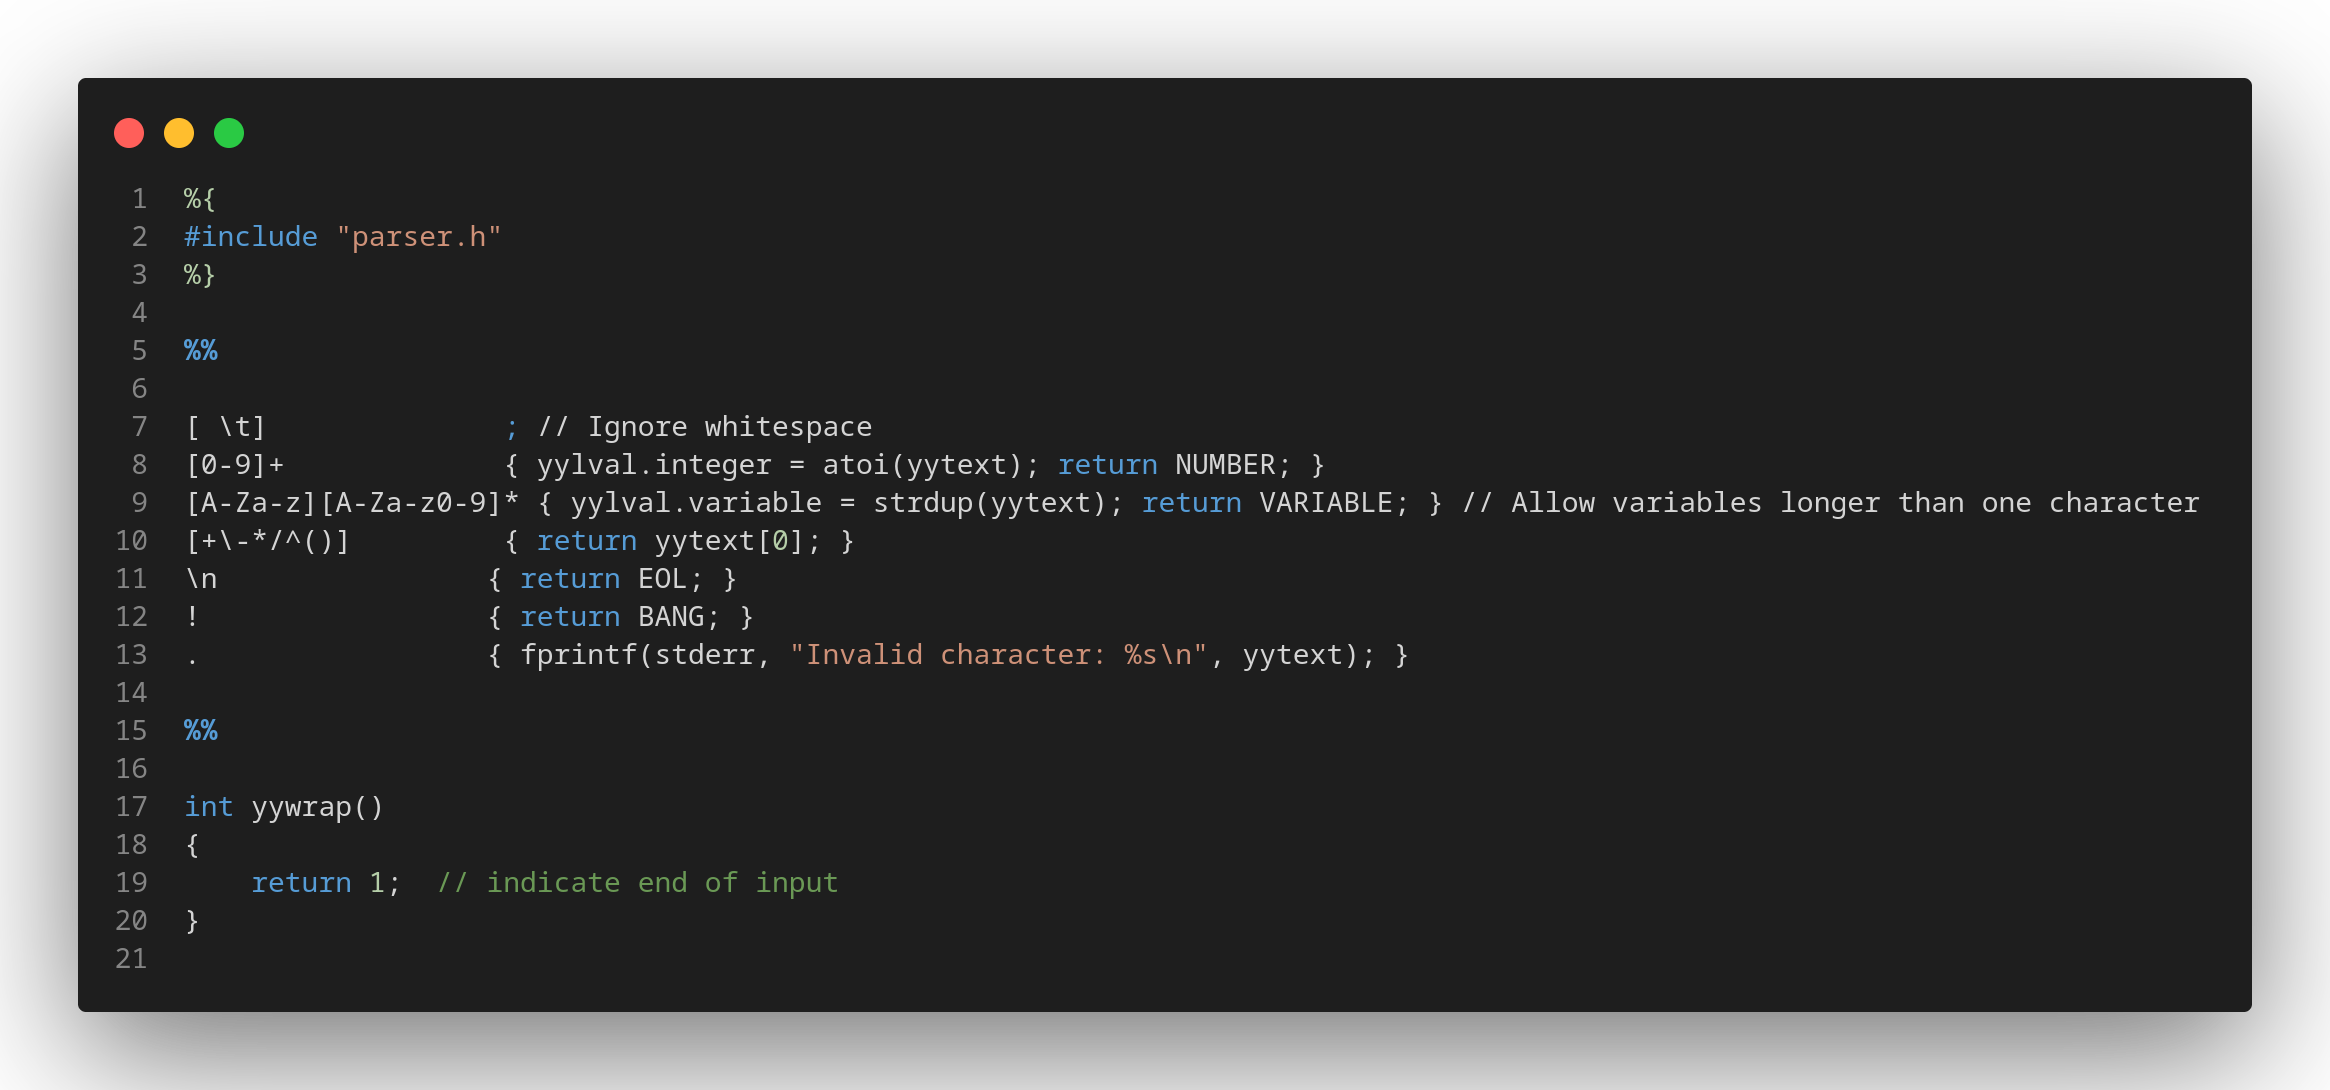 1 %{
2 #include "parser.h"
3 %}
4
5 %%
6
7 [ \t]              ; // Ignore whitespace
8 [0-9]+             { yylval.integer = atoi(yytext); return NUMBER; }
9 [A-Za-z][A-Za-z0-9]* { yylval.variable = strdup(yytext); return VARIABLE; } // Allow variables longer than one character
10 [+\-*/^()]         { return yytext[0]; }
11 \n                { return EOL; }
12 !                 { return BANG; }
13 .                 { fprintf(stderr, "Invalid character: %s\n", yytext); }
14
15 %%
16
17 int yywrap()
18 {
19     return 1;  // indicate end of input
20 }
21